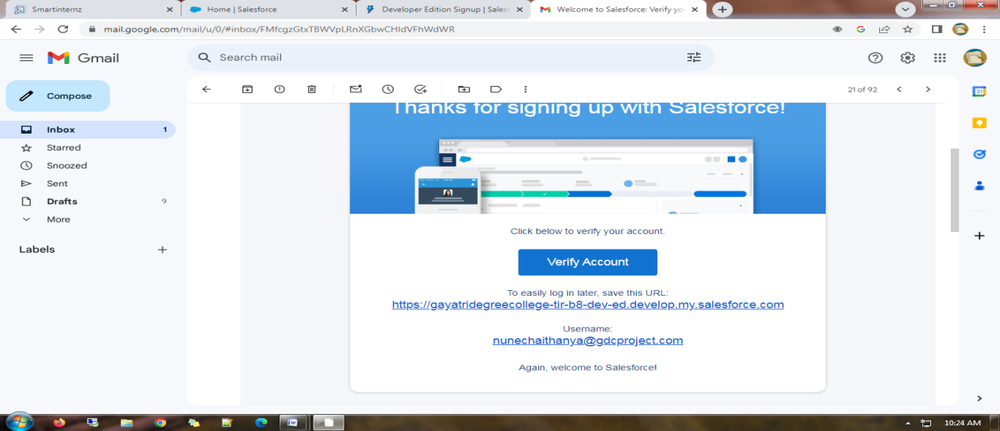 Smartinternz
Home | Salesforce
Developer Edition Signup | Salesf
Welcome to Salesforce: Verify yo
mail.google.com/mail/u/0/#inbox/FMfcgzGtxTBWVpLRnXGbwCHIdVFhWdWR
Gmail
Search mail
Compose
21 of 92
Inbox 1
Starred
Snoozed
Sent
Drafts 9
More
Labels
Thanks for signing up with Salesforce!
Click below to verify your account.
Verify Account
To easily log in later, save this URL:
https://gayatridegreecollege-tir-b8-dev-ed.develop.my.salesforce.com
Username:
nunechaithanya@gdcproject.com
Again, welcome to Salesforce!
31
10:24 AM